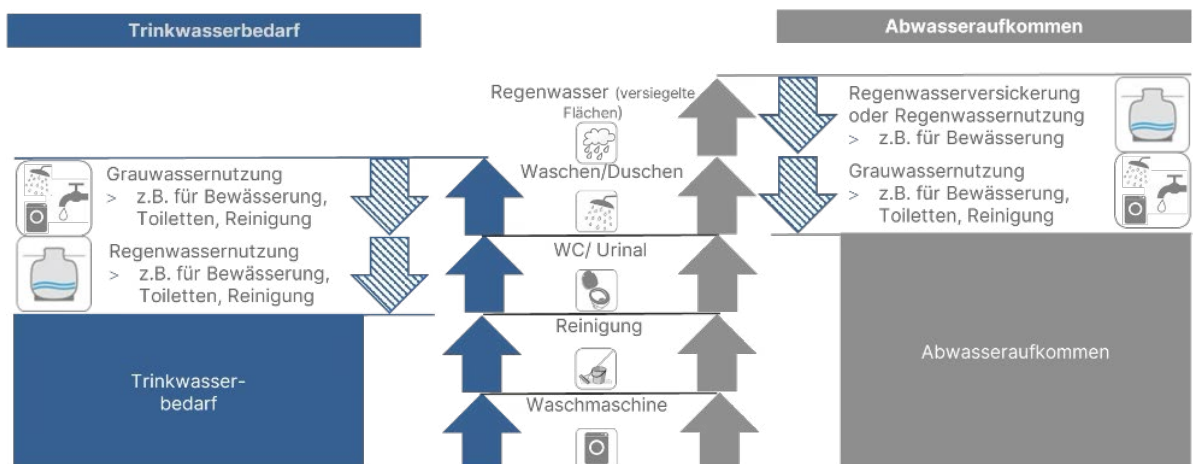 Trinkwasserbedarf
Abwasseraufkommen
Grauwassernutzung
> z.B. für Bewässerung,
Toiletten, Reinigung
Regenwassernutzung
> z.B. für Bewässerung,
Toiletten, Reinigung
Trinkwasser-
bedarf
Regenwasser (versiegelte
Flächen)
Waschen/Duschen
WC/ Urinal
Reinigung
Waschmaschine
Regenwasserversickerung
oder Regenwassernutzung
> z.B. für Bewässerung
Grauwassernutzung
> z.B. für Bewässerung,
Toiletten, Reinigung
Abwasseraufkommen